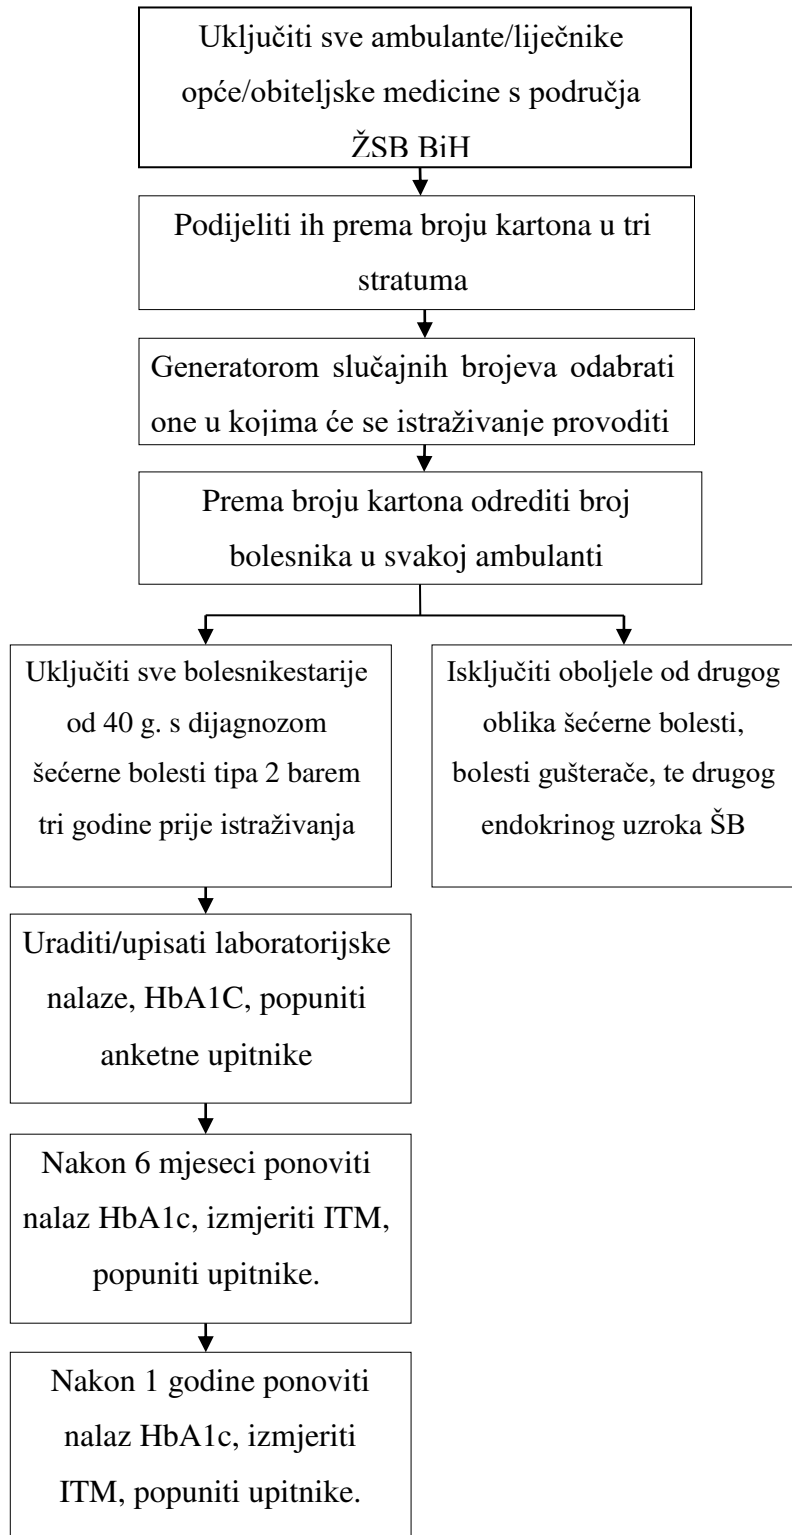 Uključiti sve ambulante/liječnike
opće/obiteljske medicine s područja
ŽSB BiH
Podijeliti ih prema broju kartona u tri
stratuma
Generatorom slučajnih brojeva odabrati
one u kojima će se istraživanje provoditi
Prema broju kartona odrediti broj
bolesnika u svakoj ambulanti
Uključiti sve bolesnikestarije
od 40 g. s dijagnozom
šećerne bolesti tipa 2 barem
tri godine prije istraživanja
Isključiti oboljele od drugog
oblika šećerne bolesti,
bolesti gušterače, te drugog
endokrinog uzroka ŠB
Uraditi/upisati laboratorijske
nalaze, HbA1C, popuniti
anketne upitnike
Nakon 6 mjeseci ponoviti
nalaz HbA1c, izmjeriti ITM,
popuniti upitnike.
Nakon 1 godine ponoviti
nalaz HbA1c, izmjeriti
ITM, popuniti upitnike.